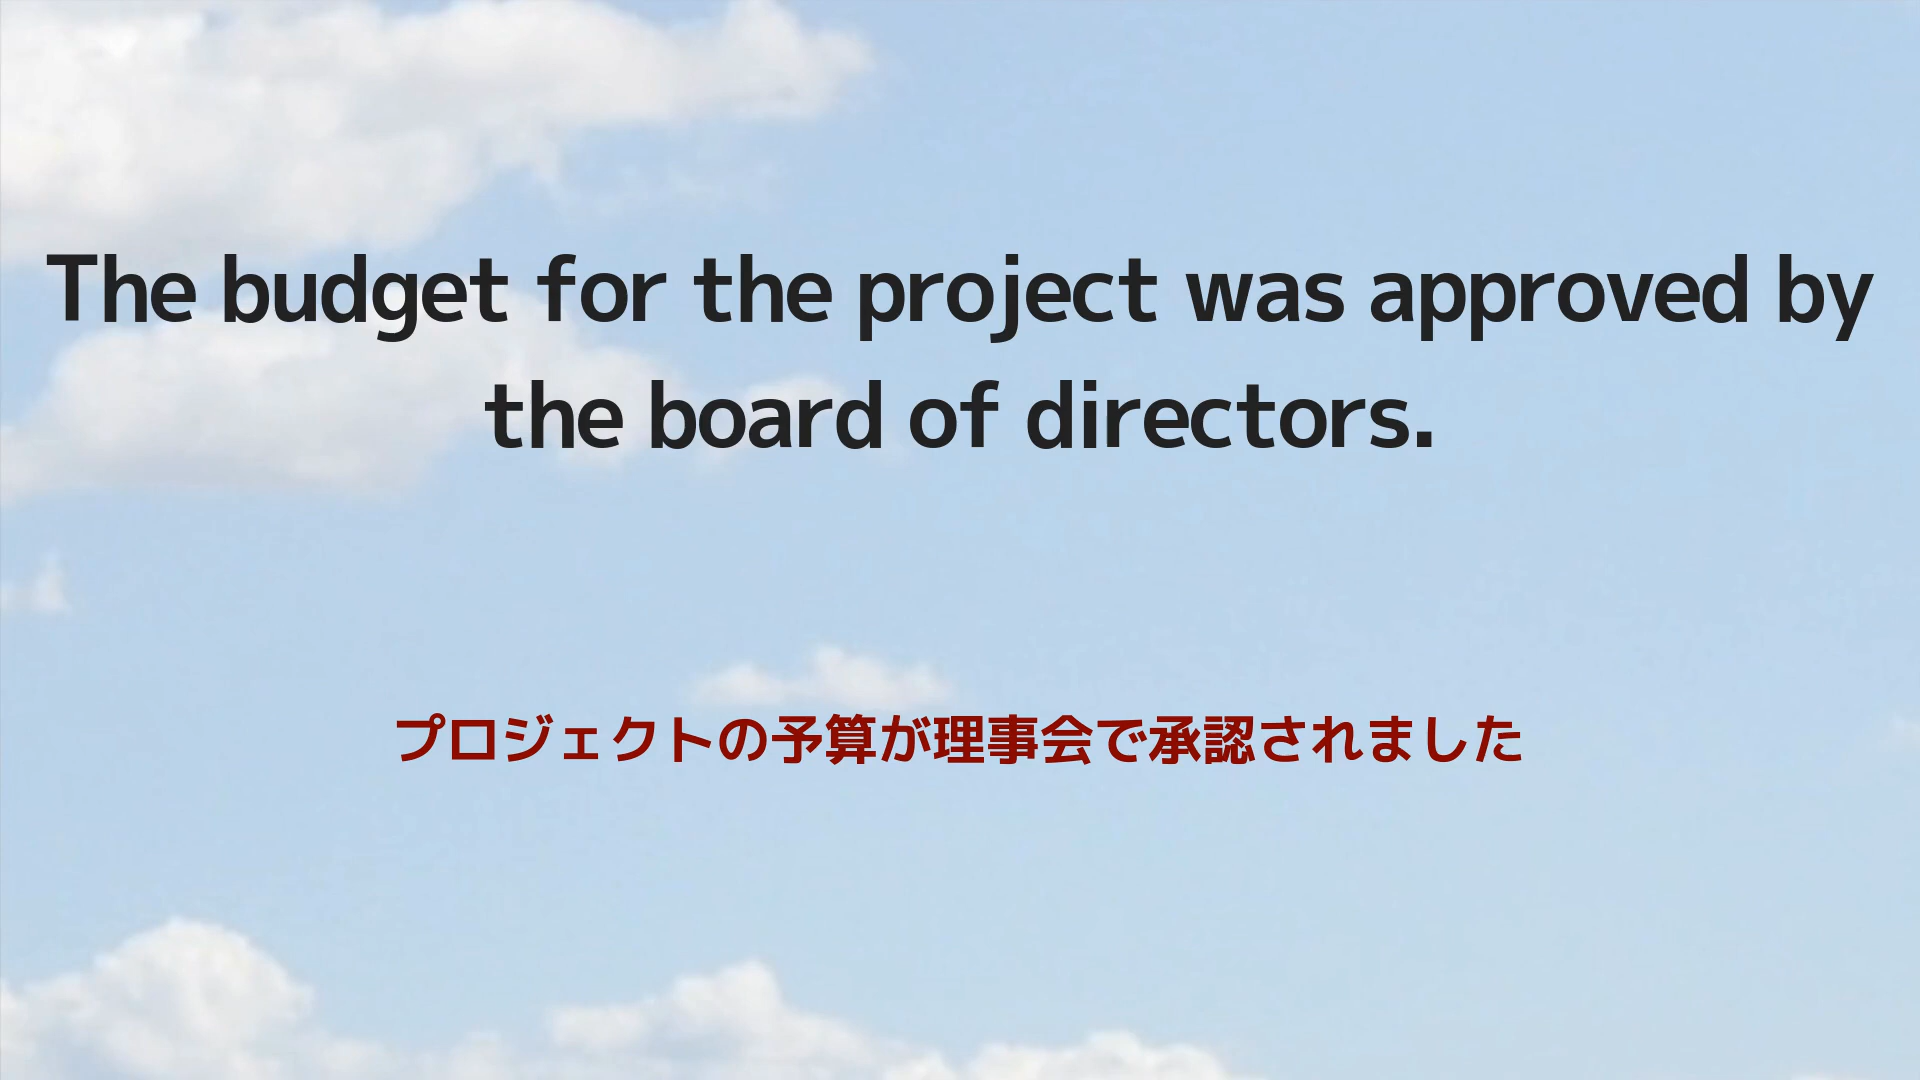 The budget for the project was approved by
the board of directors.
プロジェクトの予算が理事会で承認されました